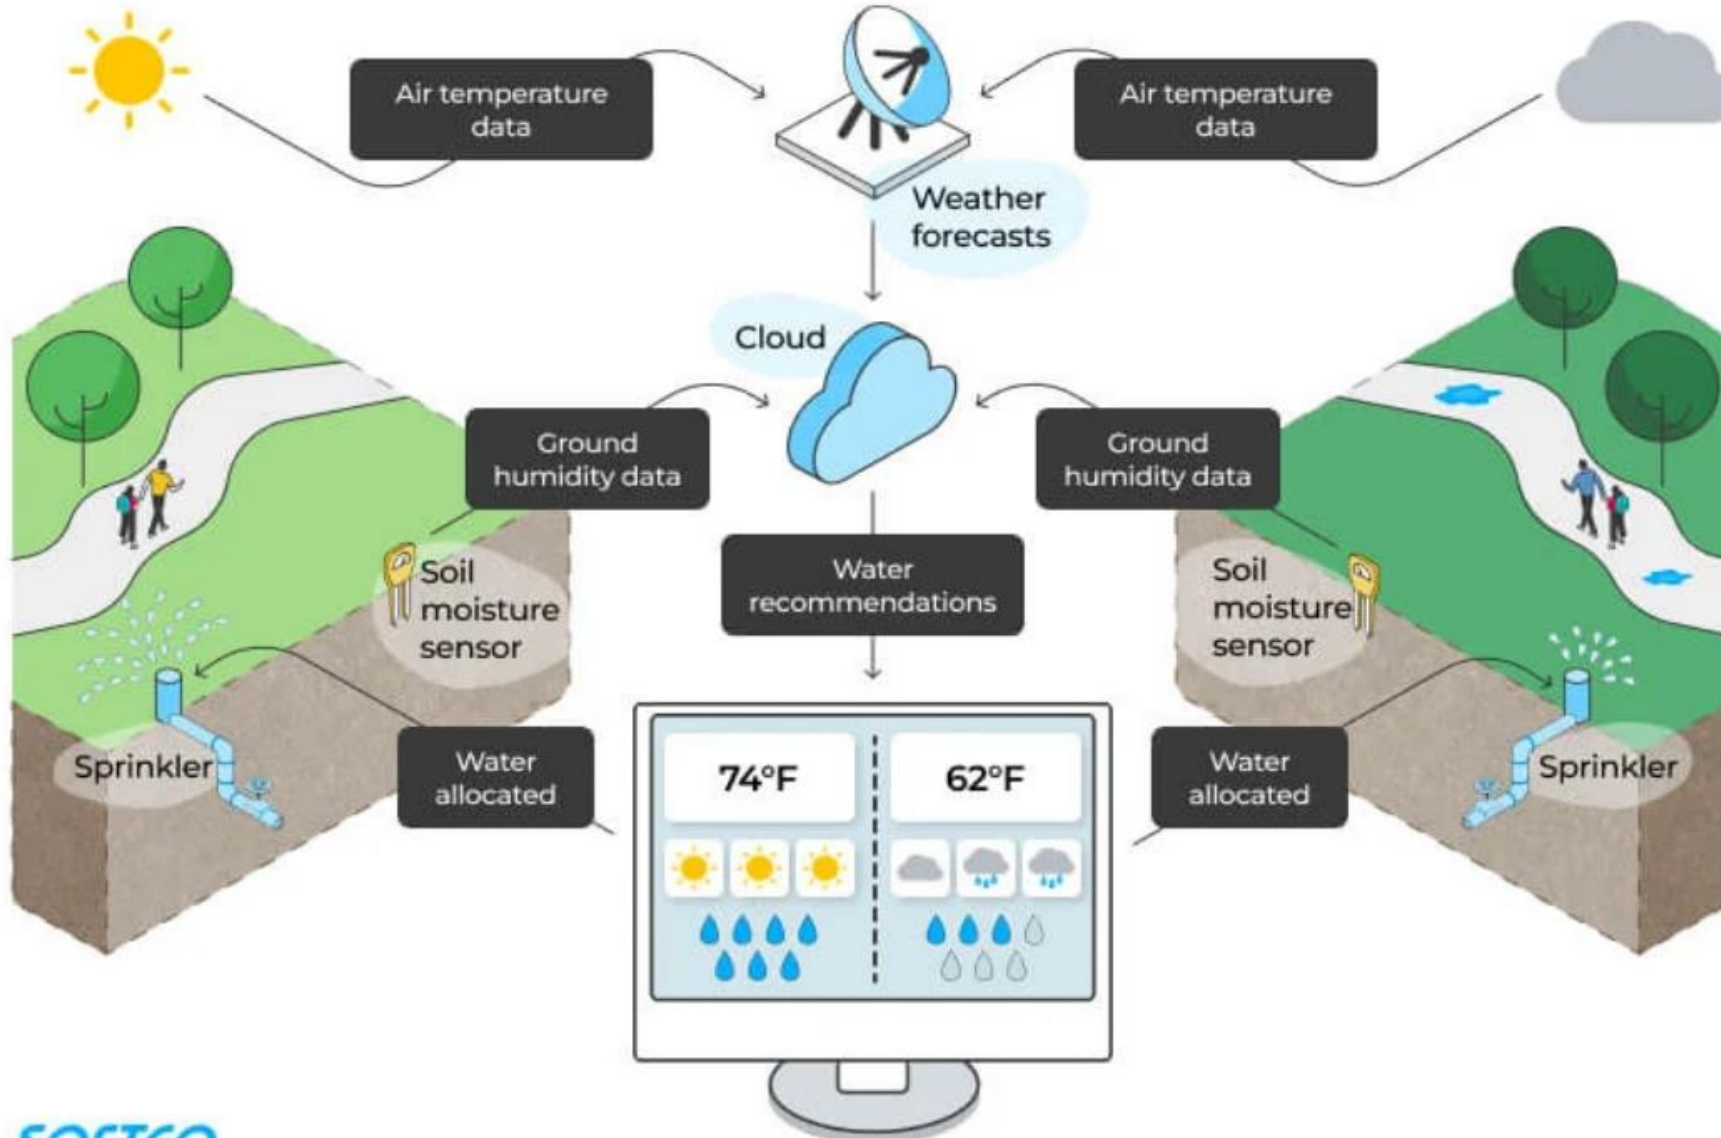 Air temperature
data
Air temperature
data
Weather
forecasts
Cloud
Ground
humidity data
Ground
humidity data
Soil
moisture
sensor
Water
recommendations
Soil
moisture
sensor
Sprinkler
Water
allocated
74°F
62°F
Water
allocated
Sprinkler